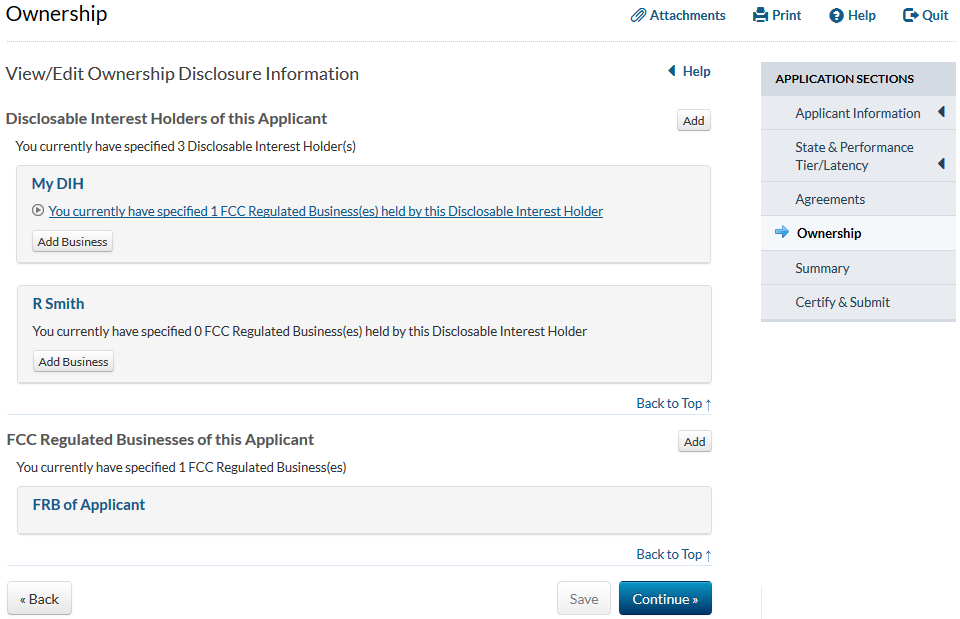 Ownership
Attachments
Print
Help
Quit
View/Edit Ownership Disclosure Information
Help
Disclosable Interest Holders of this Applicant
Add
You currently have specified 3 Disclosable Interest Holder(s)
My DIH
You currently have specified 1 FCC Regulated Business(es) held by this Disclosable Interest Holder
Add Business
R Smith
You currently have specified 0 FCC Regulated Business(es) held by this Disclosable Interest Holder
Add Business
Back to Top ↑
FCC Regulated Businesses of this Applicant
Add
You currently have specified 1 FCC Regulated Business(es)
FRB of Applicant
Back to Top ↑
« Back
Save
Continue »
APPLICATION SECTIONS
Applicant Information
State & Performance
Tier/Latency
Agreements
Ownership
Summary
Certify & Submit